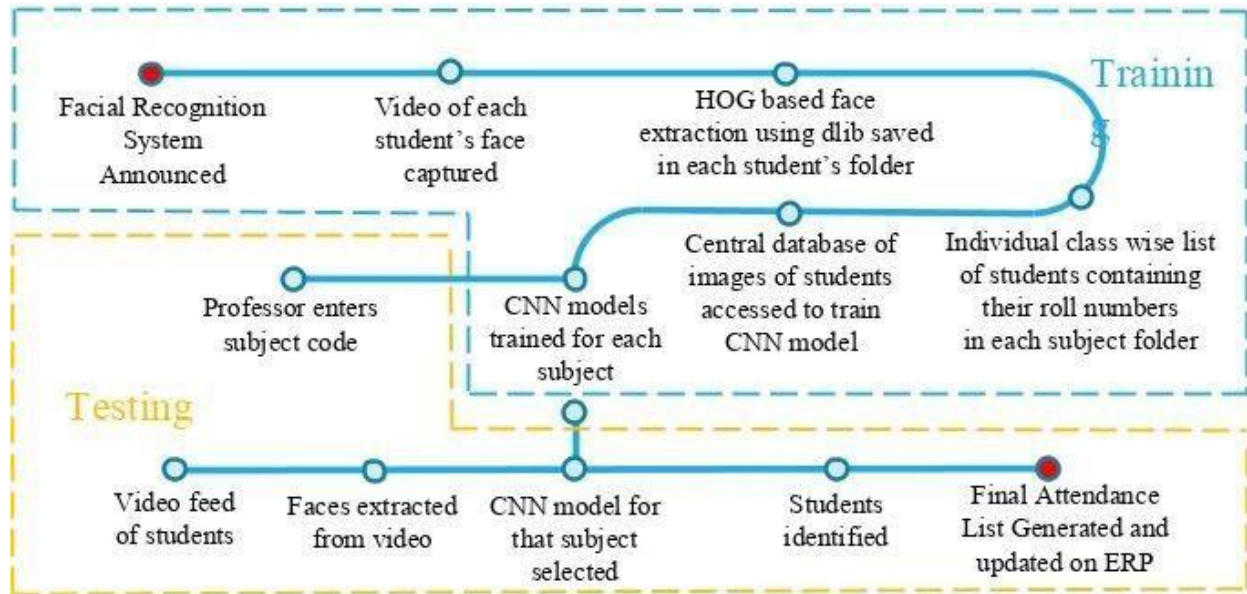 Trainin
g
Facial Recognition
System
Announced
Video of each
student's face
captured
HOG based face
extraction using dlib saved
in each student's folder
Individual class wise list
of students containing
their roll numbers
in each subject folder
Central database of
images of students
accessed to train
CNN model
CNN models
trained for each
subject
Professor enters
subject code
Testing
Video feed
of students
Faces extracted
from video
CNN model for
that subject
selected
Students
identified
Final Attendance
List Generated and
updated on ERP